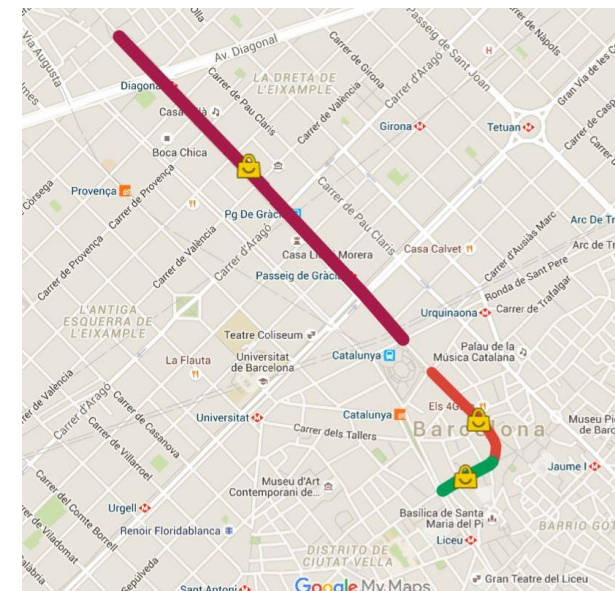 Olla
Passeig de Sant Joan
Carrer de Nàpols
Via Augusta
Av. Diagonal
H
Gran Via de les C
Carrer d'Aragó
Carrer de Girona
LA DRETA DE
L'EIXAMPLE
Diagonal
Carrer de Pau Claris
Carrer de València
Carrer de Casp
Girona
Tetuan
Boca Chica
Provença
Carrer de Provença
Còrsega
Carrer de Pau Claris
Pg De Gràci
Arc De Tr
Carrer d'Ausiàs Marc
Carrer de Provença
Carrer de València
Carrer d'Aragó
Casa Ll
Morera
Casa Calvet
Arc de Tr
Passeig de Gràcia
Ronda de Sant Pere
Carrer de Trafalgar
L'ANTIGA
ESQUERRA DE
L'EIXAMPLE
Urquinaona
Teatre Coliseum
La Flauta
Universitat
de Barcelona
Catalunya
Palau de la
Música Catalana
Carrer de València
Carrer d'Aragó
Carrer de Casanova
Universitat
Catalunya
Els 4G
Barcelona
Museu Pi
de Barc
Carrer dels Tallers
Carrer de Villarroel
Jaume I
Museu d'Art
Contemporani de...
Carrer del Comte Borrell
Urgell
Basílica de Santa
Maria del Pi
Renoir Floridablanca
BARRIO GOT
Liceu
Carrer de Viladomat
DISTRITO DE
CIUTAT VELLA
Calàbria
Sepúlveda
Sant Antoni
Google My Maps
Gran Teatre del Liceu